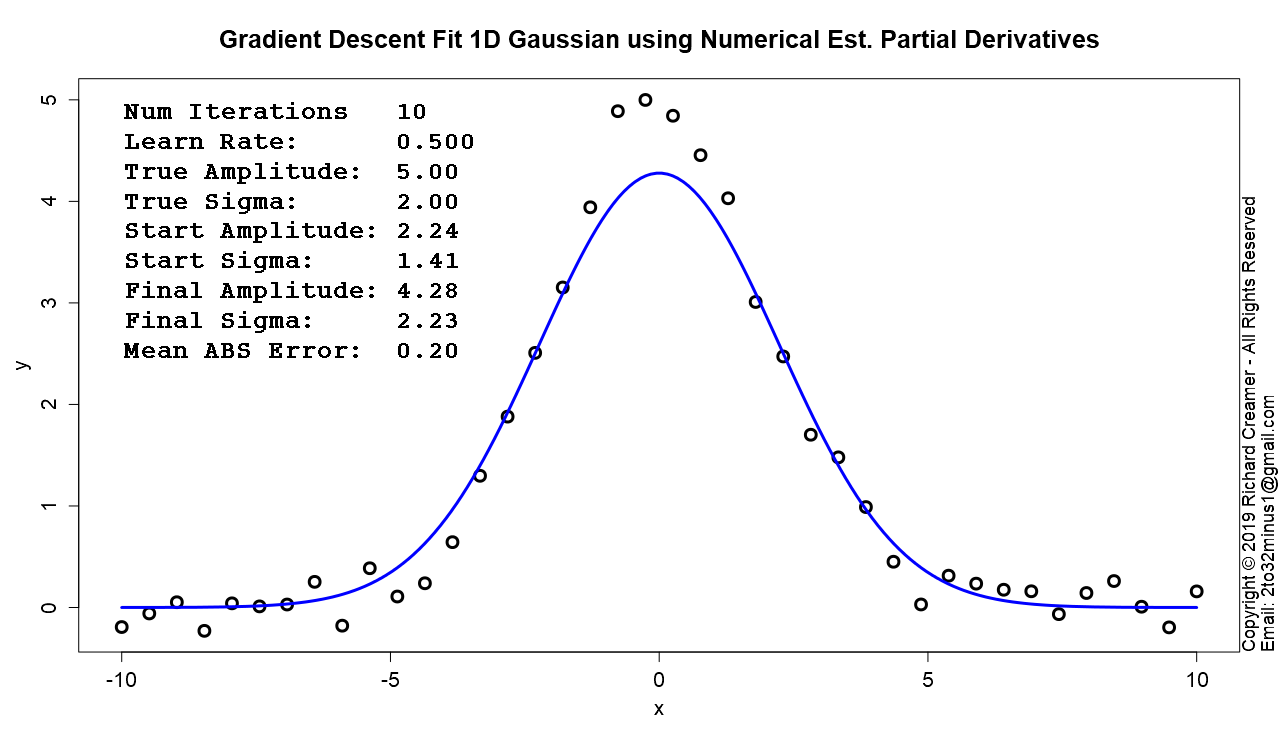 Gradient Descent Fit 1D Gaussian using Numerical Est. Partial Derivatives
Num Iterations 10
Learn Rate: 0.500
True Amplitude: 5.00
True Sigma: 2.00
Start Amplitude: 2.24
Start Sigma: 1.41
Final Amplitude: 4.28
Final Sigma: 2.23
Mean ABS Error: 0.20
y
5
4
3
2
1
0
-10
-5
0
5
10
x
Copyright © 2019 Richard Creamer - All Rights Reserved
Email: 2to32minus1@gmail.com